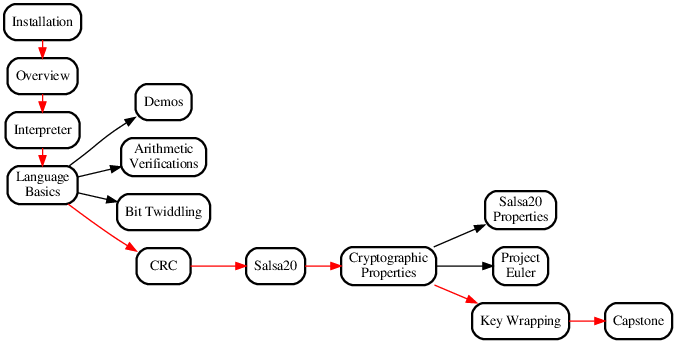 Installation
Overview
Interpreter
Language
Basics
Demos
Arithmetic
Verifications
Bit Twiddling
CRC
Salsa20
Cryptographic
Properties
Salsa20
Properties
Project
Euler
Key Wrapping
Capstone